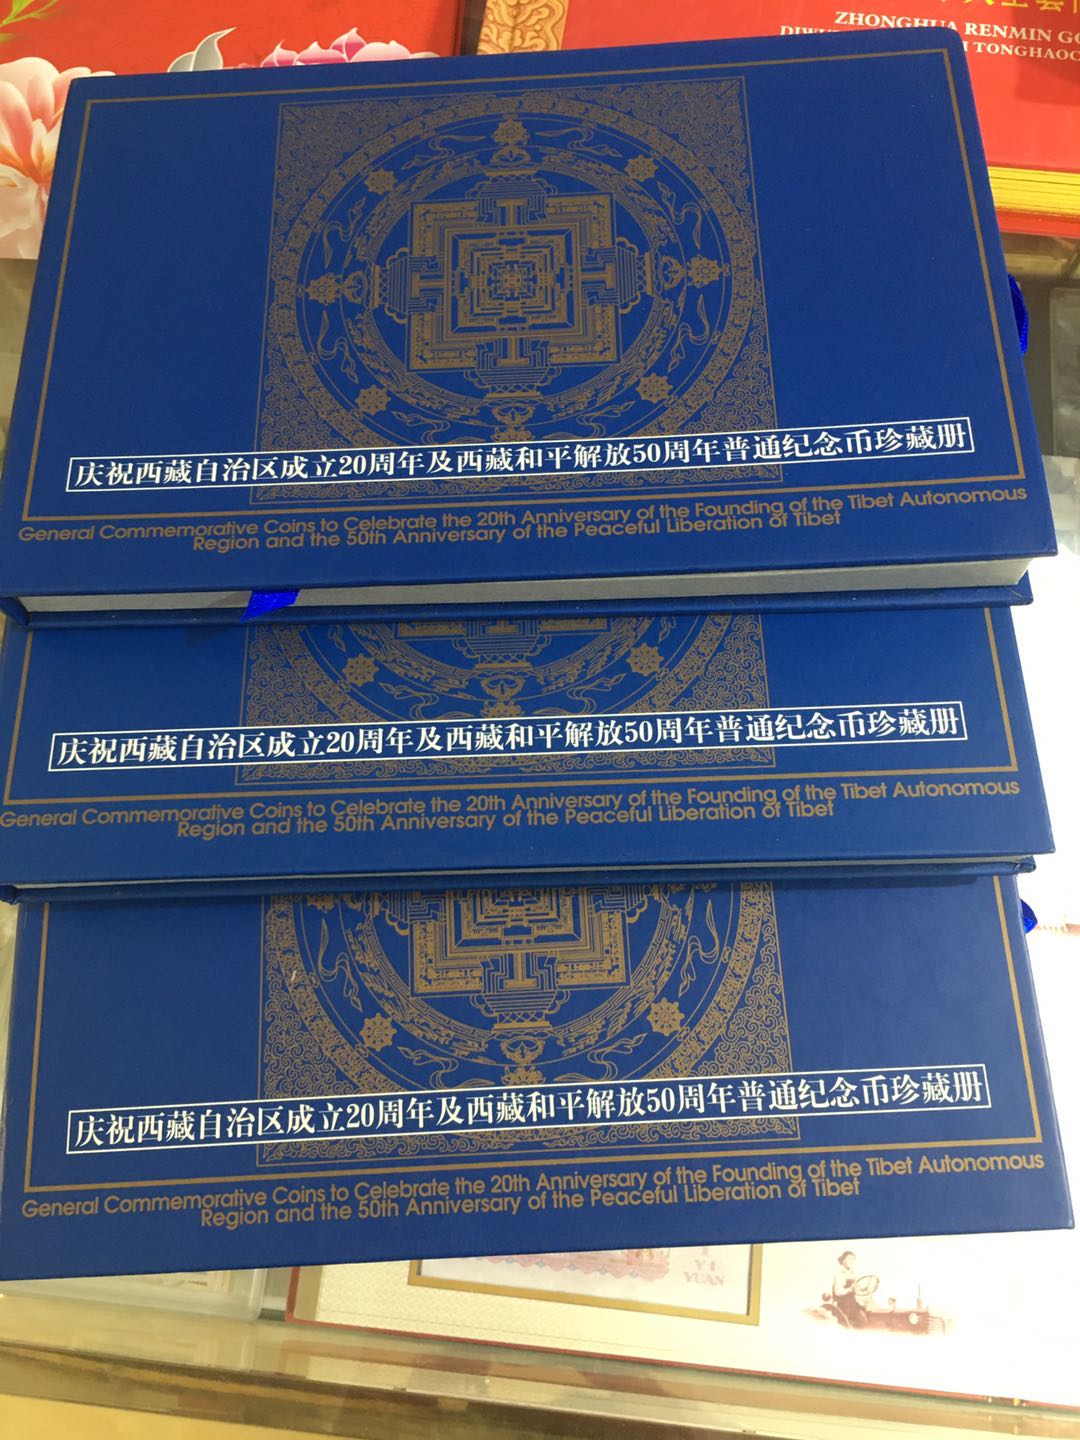 ZHONGHUA RENMIN
TONGHAO
庆祝西藏自治区成立20周年及西藏和平解放50周年普通纪念币珍藏册
General Commemorative Coins to Celebrate the 20th Anniversary of the Founding of the Tibet Autonomous
Region and the 50th Anniversary of the Peaceful Liberation of Tibet
庆祝西藏自治区成立20周年及西藏和平解放50周年普通纪念币珍藏册
General Commemorative Coins to Celebrate the 20th Anniversary of the Founding of the Tibet Autonomous
Region and the 50th Anniversary of the Peaceful Liberation of Tibet
庆祝西藏自治区成立20周年及西藏和平解放50周年普通纪念币珍藏册
General Commemorative Coins to Celebrate the 20th Anniversary of the Founding of the Tibet Autonomous
Region and the 50th Anniversary of the Peaceful Liberation of Tibet
YI
YUAN